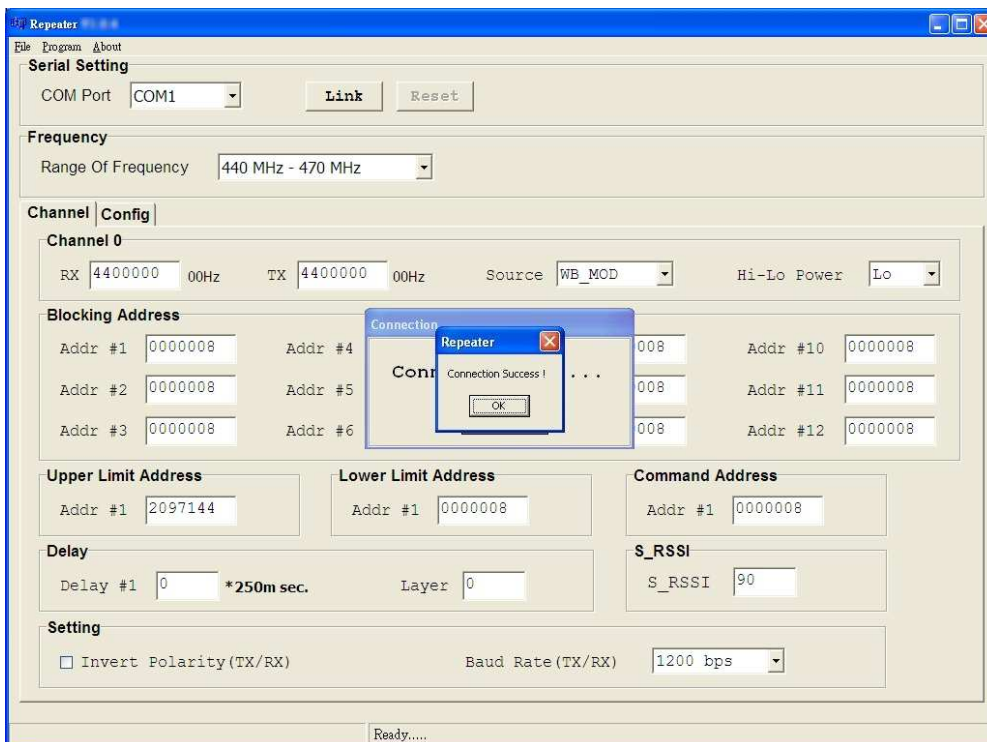 Repeater
File Program About
Serial Setting
COM Port COM1 Link Reset
Frequency
Range Of Frequency 440 MHz - 470 MHz
Channel Config
Channel 0
RX 4400000 00Hz TX 4400000 00Hz Source WB_MOD Hi-Lo Power Lo
Blocking Address
Connection
Repeater
Connection Success !
OK
Addr #1 0000008 Addr #4 Addr #10 0000008
Addr #2 0000008 Addr #5 Addr #11 0000008
Addr #3 0000008 Addr #6 Addr #12 0000008
Upper Limit Address Lower Limit Address Command Address
Addr #1 2097144 Addr #1 0000008 Addr #1 0000008
Delay S_RSSI
Delay #1 0 *250m sec. Layer 0 S_RSSI 90
Setting
Invert Polarity(TX/RX) Baud Rate(TX/RX) 1200 bps
Ready.....